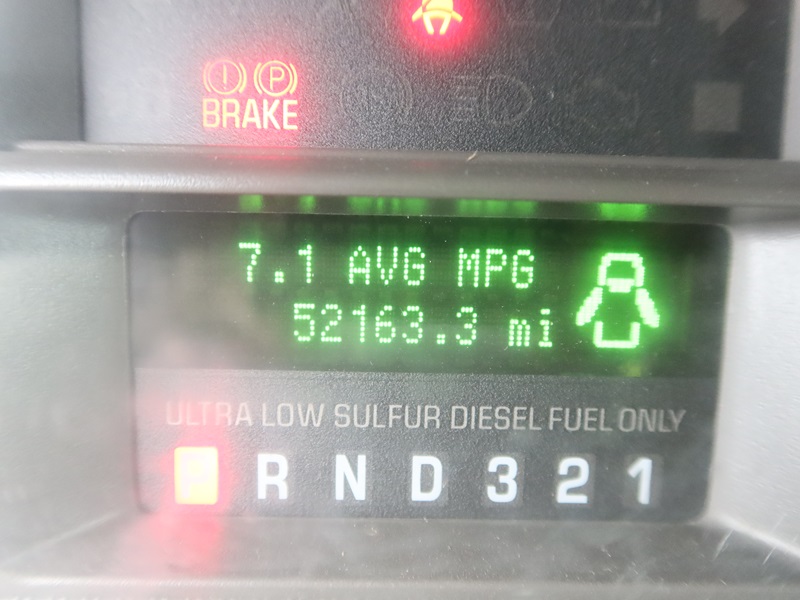 ! P
BRAKE
7.1 AVG MPG
52163.3 mi
ULTRA LOW SULFUR DIESEL FUEL ONLY
P R N D 3 2 1